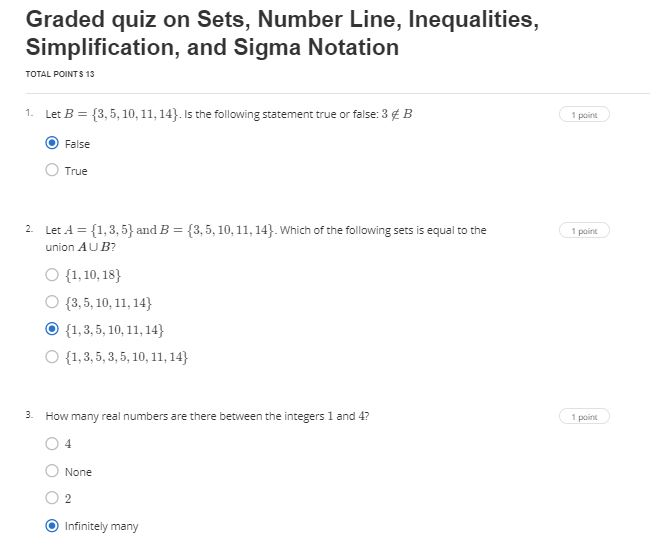 Graded quiz on Sets, Number Line, Inequalities,
Simplification, and Sigma Notation
TOTAL POINTS 13
1. Let B = {3, 5, 10, 11, 14}. Is the following statement true or false: 3 ∉ B 1 point
False
True
2. Let A = {1, 3, 5} and B = {3, 5, 10, 11, 14}. Which of the following sets is equal to the 1 point
union A ∪ B?
{1, 10, 18}
{3, 5, 10, 11, 14}
{1, 3, 5, 10, 11, 14}
{1, 3, 5, 3, 5, 10, 11, 14}
3. How many real numbers are there between the integers 1 and 4? 1 point
4
None
2
Infinitely many